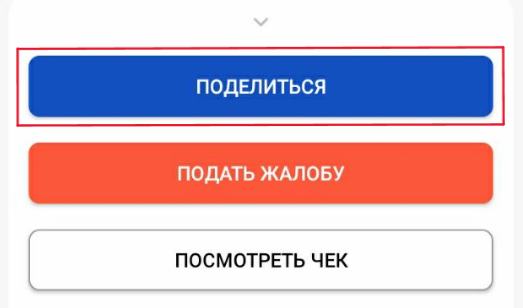 ПОДЕЛИТЬСЯ
ПОДАТЬ ЖАЛОБУ
ПОСМОТРЕТЬ ЧЕК